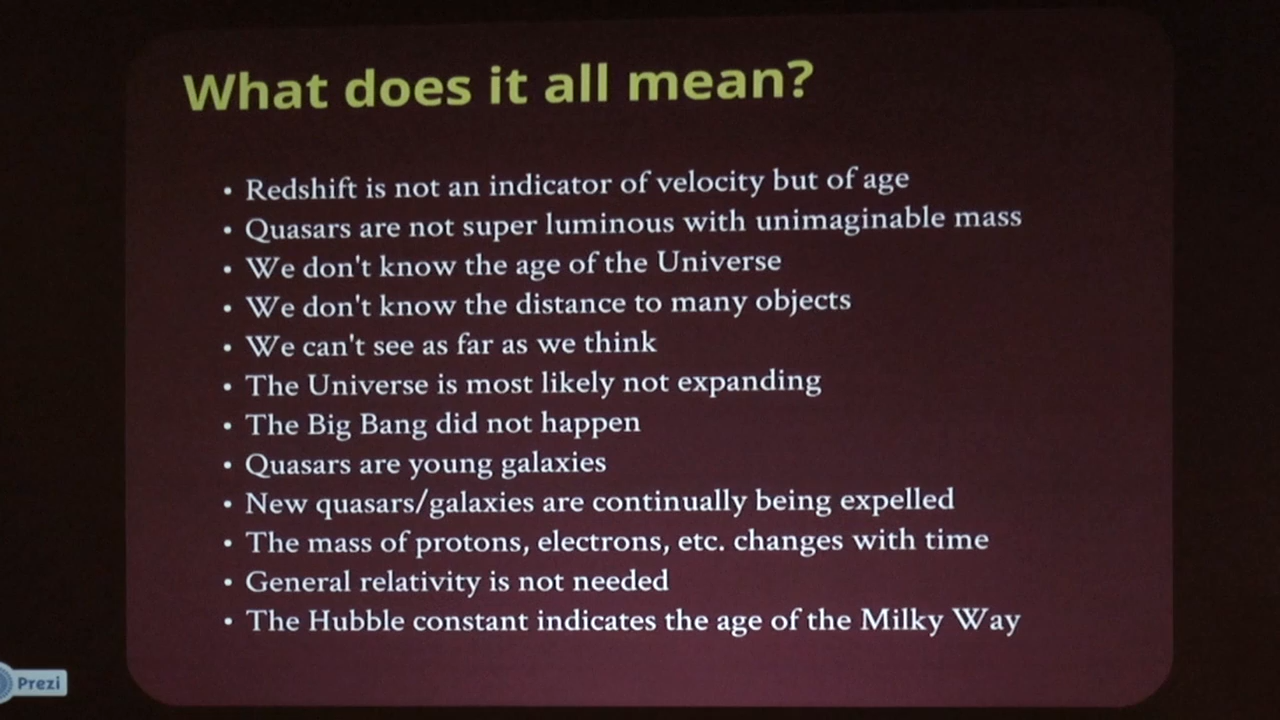 What does it all mean?
• Redshift is not an indicator of velocity but of age
• Quasars are not super luminous with unimaginable mass
• We don't know the age of the Universe
• We don't know the distance to many objects
• We can't see as far as we think
• The Universe is most likely not expanding
• The Big Bang did not happen
• Quasars are young galaxies
• New quasars/galaxies are continually being expelled
• The mass of protons, electrons, etc. changes with time
• General relativity is not needed
• The Hubble constant indicates the age of the Milky Way
Prezi